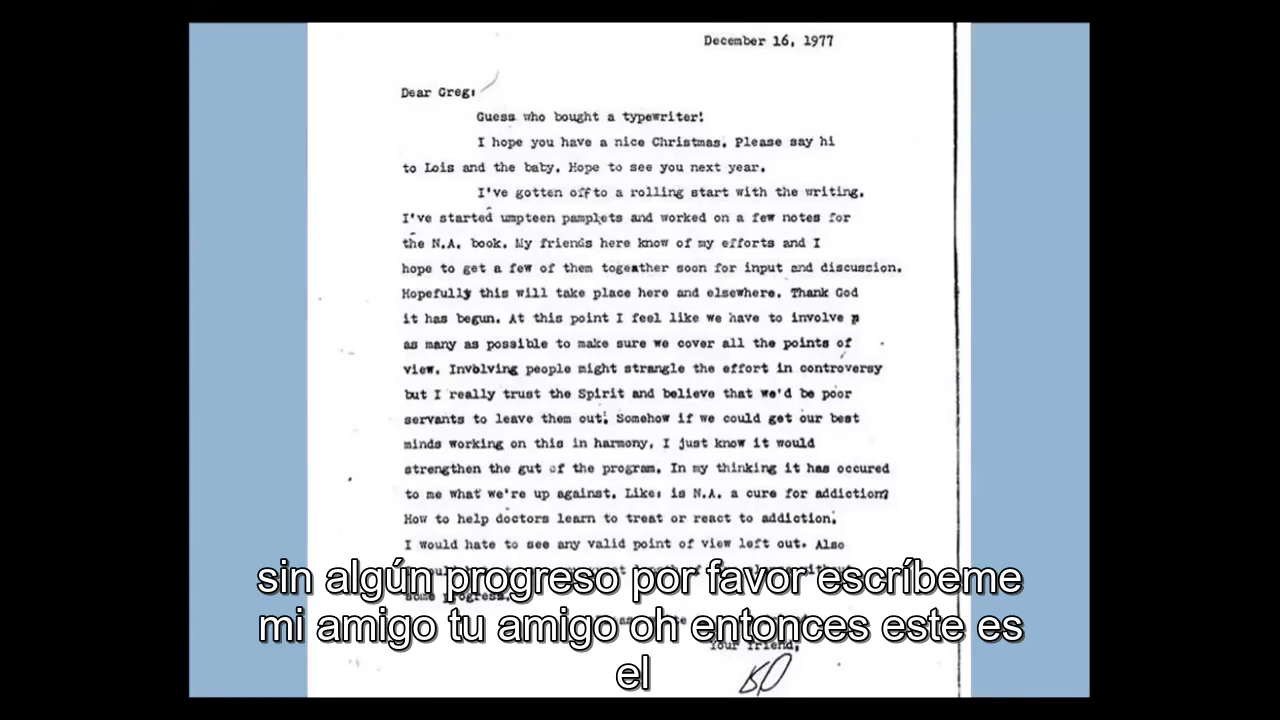 December 16, 1977
Dear Greg:
Guess who bought a typewriter!
I hope you have a nice Christmas. Please say hi
to Lois and the baby. Hope to see you next year.
I've gotten off to a rolling start with the writing.
I've started umpteen pamplets and worked on a few notes for
the N.A. book. My friends here know of my efforts and I
hope to get a few of them togeather soon for input and discussion.
Hopefully this will take place here and elsewhere. Thank God
it has begun. At this point I feel like we have to involve p
as many as possible to make sure we cover all the points of
view. Involving people might strangle the effort in controversy
but I really trust the Spirit and believe that we'd be poor
servants to leave them out. Somehow if we could get our best
minds working on this in harmony, I just know it would
strengthen the gut of the program. In my thinking it has occured
to me what we're up against. Like: is N.A. a cure for addiction?
How to help doctors learn to treat or react to addiction.
I would hate to see any valid point of view left out. Also
some progress.
Your friend,
sin algún progreso por favor escríbeme
mi amigo tu amigo oh entonces este es
el